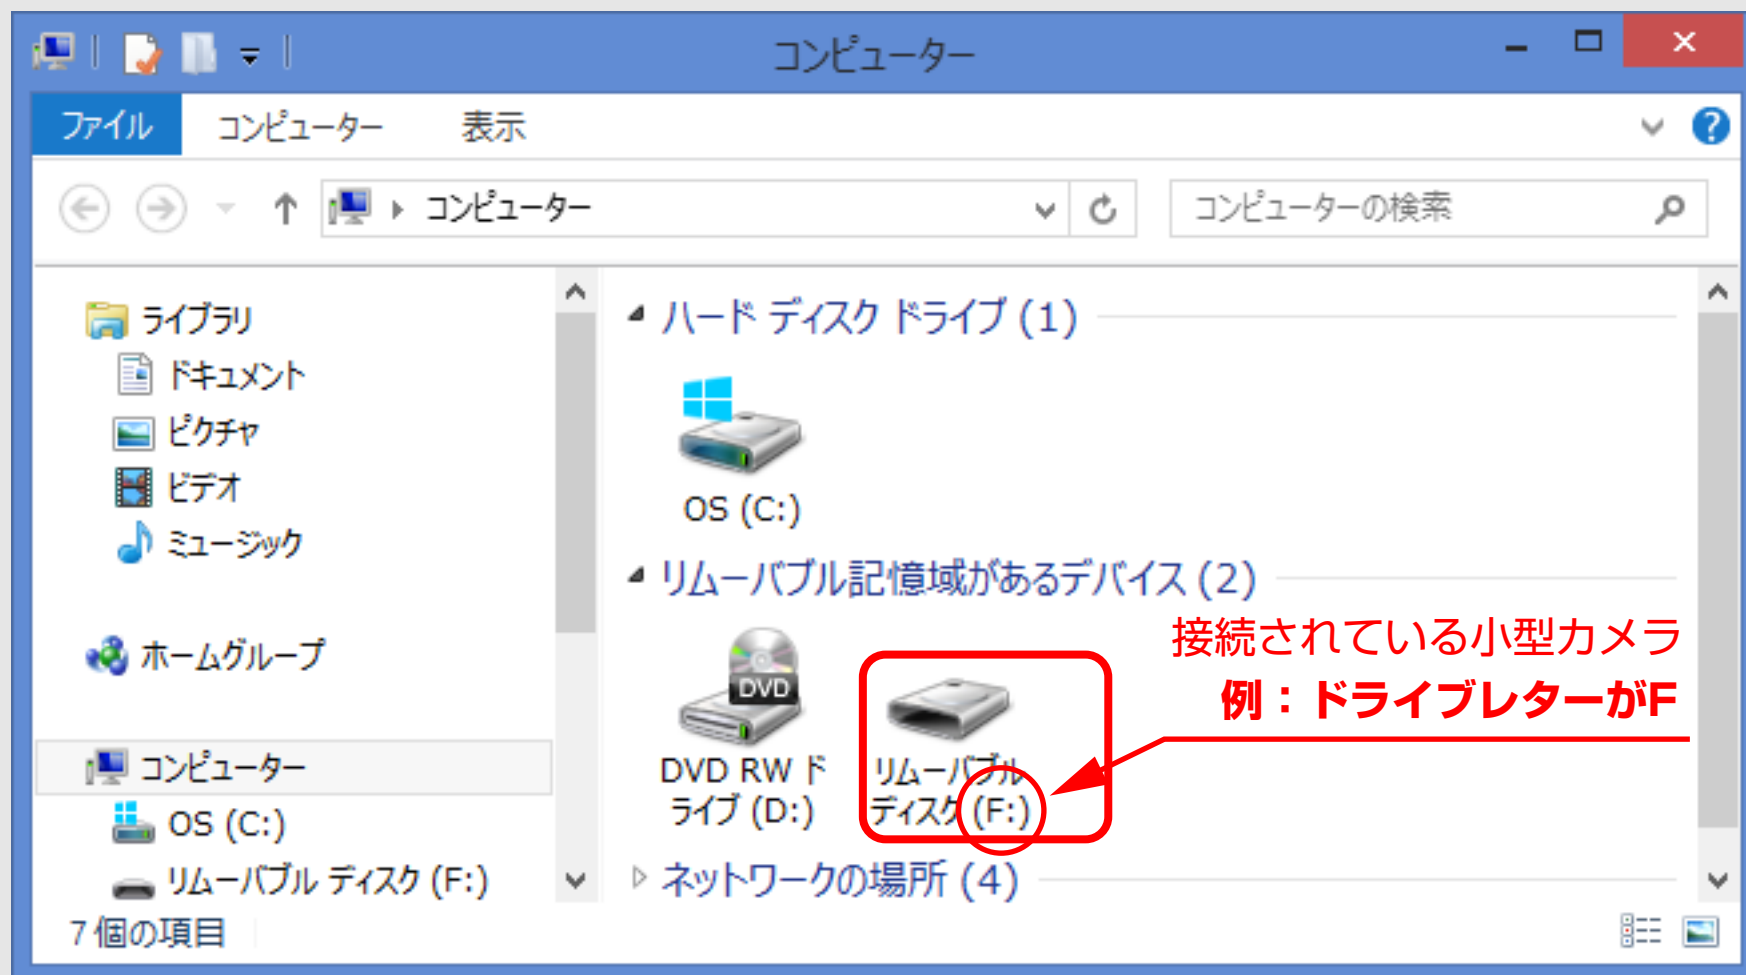 コンピューター
ファイル コンピューター 表示
コンピューター
コンピューターの検索
ライブラリ
ドキュメント
ピクチャ
ビデオ
ミュージック
ホームグループ
コンピューター
OS (C:)
リムーバブル ディスク (F:)
ハード ディスク ドライブ (1)
OS (C:)
リムーバブル記憶域があるデバイス (2)
接続されている小型カメラ
例：ドライブレターがF
DVD
DVD RW ド
ライブ (D:)
リムーバブル
ディスク (F:)
ネットワークの場所 (4)
7 個の項目